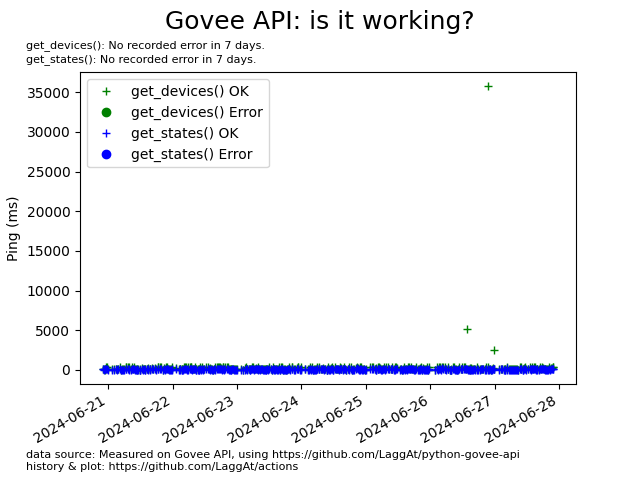 Govee API: is it working?
get_devices(): No recorded error in 7 days.
get_states(): No recorded error in 7 days.
get_devices() OK
get_devices() Error
get_states() OK
get_states() Error
Ping (ms)
35000
30000
25000
20000
15000
10000
5000
0
2024-06-21
2024-06-22
2024-06-23
2024-06-24
2024-06-25
2024-06-26
2024-06-27
2024-06-28
data source: Measured on Govee API, using https://github.com/LaggAt/python-govee-api
history & plot: https://github.com/LaggAt/actions